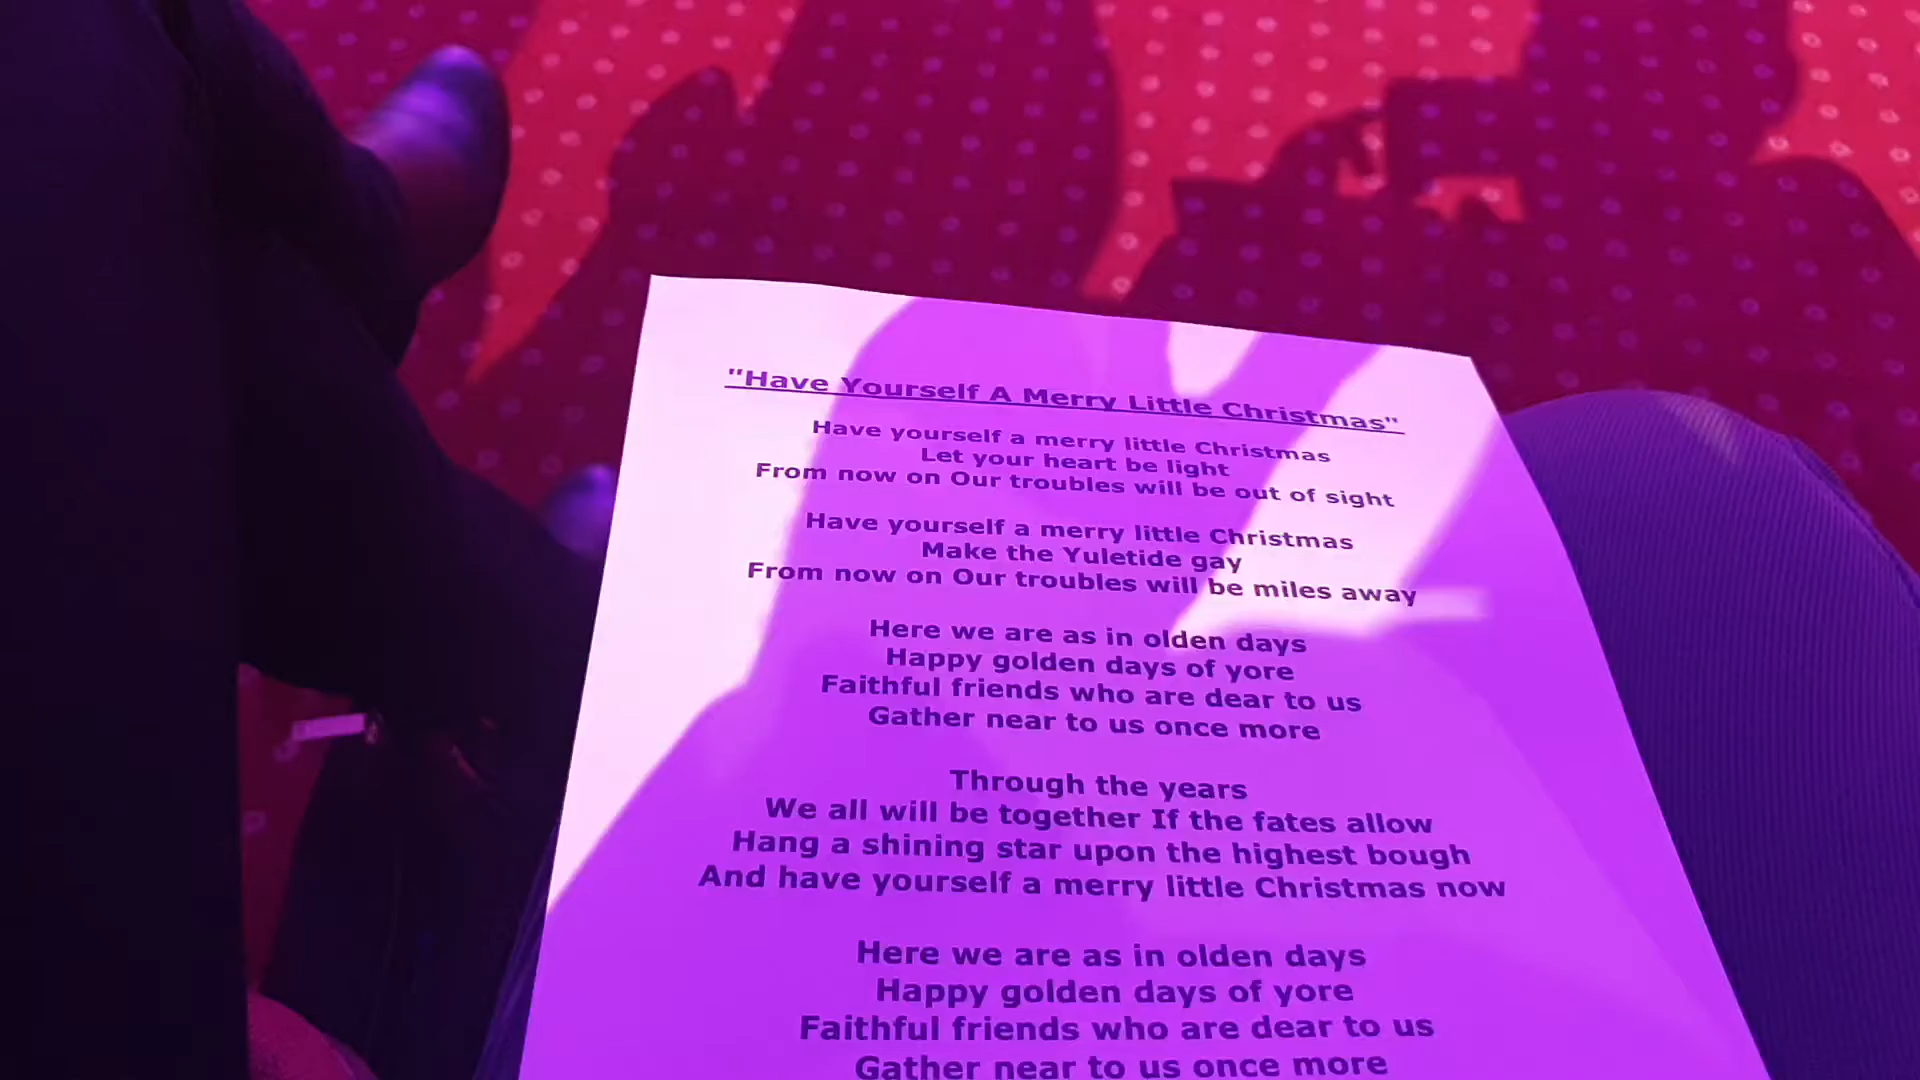 "Have Yourself A Merry Little Christmas"
Have yourself a merry little Christmas
Let your heart be light
From now on Our troubles will be out of sight
Have yourself a merry little Christmas
Make the Yuletide gay
From now on Our troubles will be miles away
Here we are as in olden days
Happy golden days of yore
Faithful friends who are dear to us
Gather near to us once more
Through the years
We all will be together If the fates allow
Hang a shining star upon the highest bough
And have yourself a merry little Christmas now
Here we are as in olden days
Happy golden days of yore
Faithful friends who are dear to us
Gather near to us once more